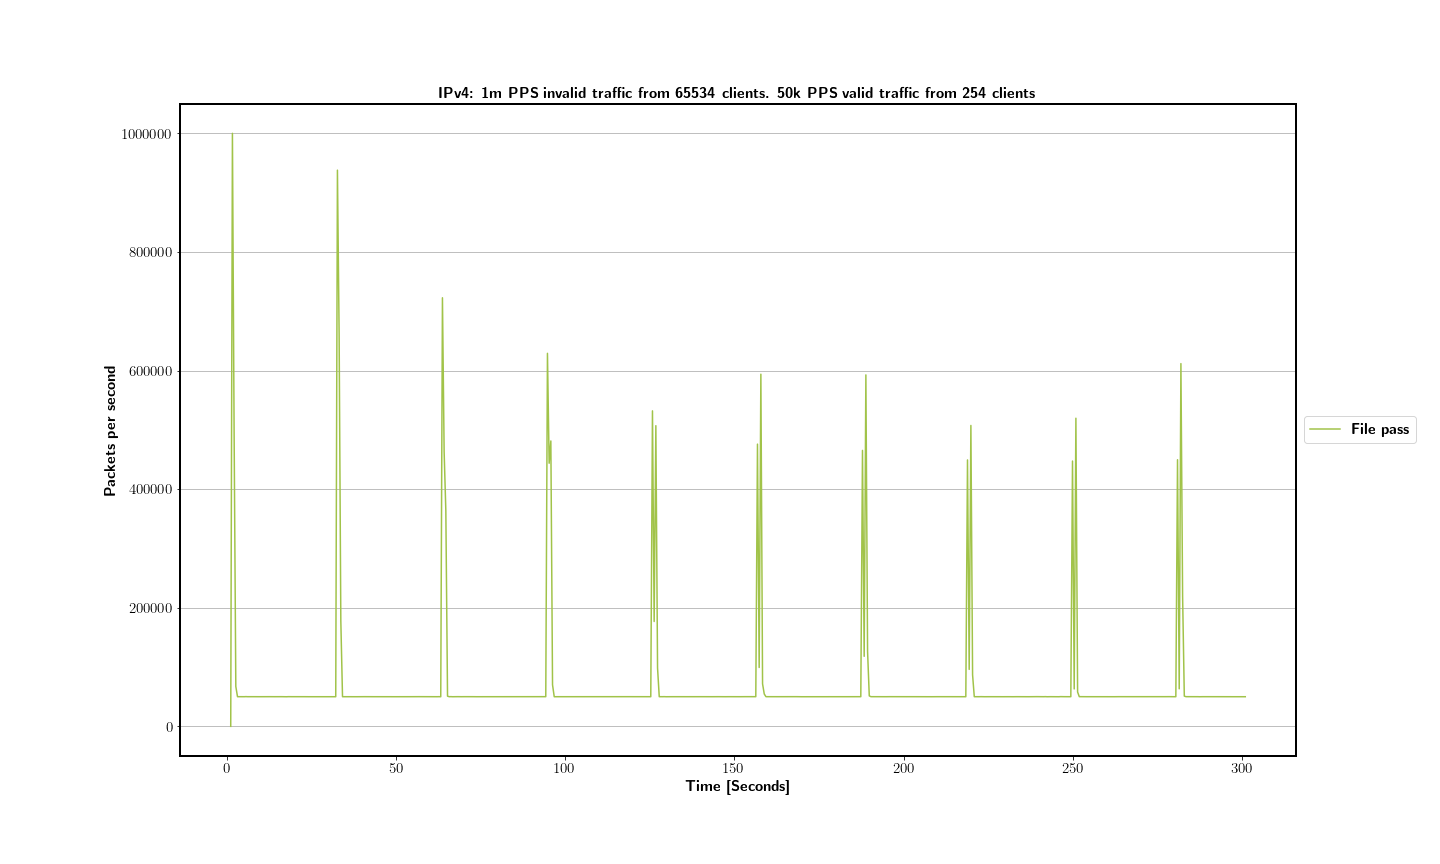 IPv4: 1m PPS invalid traffic from 65534 clients. 50k PPS valid traffic from 254 clients
1000000
800000
600000
400000
200000
0
Packets per second
0 50 100 150 200 250 300
Time [Seconds]
File pass